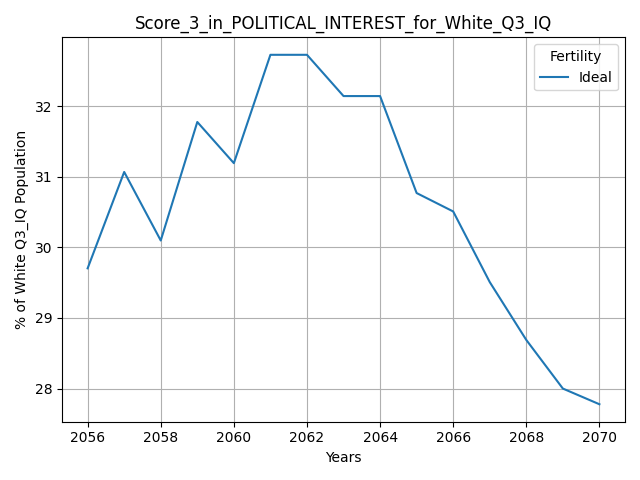 Score_3_in_POLITICAL_INTEREST_for_White_Q3_IQ
Fertility
Ideal
% of White Q3_IQ Population
32
31
30
29
28
2056 2058 2060 2062 2064 2066 2068 2070
Years